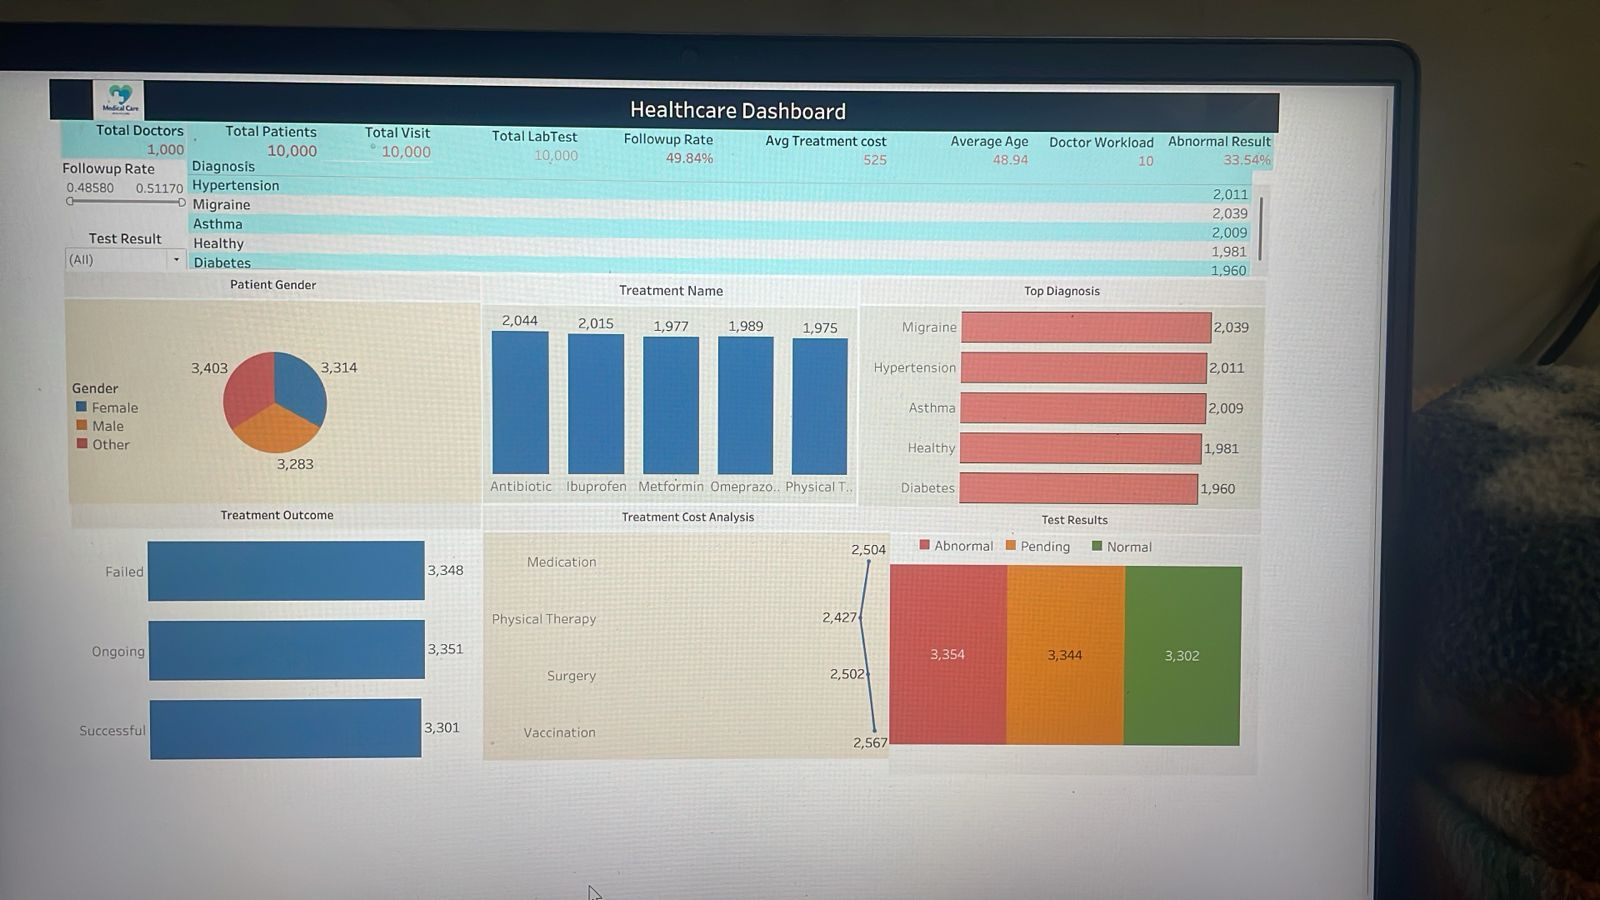 Healthcare Dashboard
Medical Care
Total Doctors
1,000
Total Patients
10,000
Total Visit
10,000
Total LabTest
10,000
Followup Rate
49.84%
Avg Treatment cost
525
Average Age
48.94
Doctor Workload
10
Abnormal Result
33.54%
Followup Rate
0.48580 0.51170
Test Result
(All)
Diagnosis
Hypertension 2,011
Migraine 2,039
Asthma 2,009
Healthy 1,981
Diabetes 1,960
Patient Gender
Gender
Female
Male
Other
3,403
3,314
3,283
Treatment Name
2,044 2,015 1,977 1,989 1,975
Antibiotic Ibuprofen Metformin Omeprazo.. Physical T..
Top Diagnosis
Migraine 2,039
Hypertension 2,011
Asthma 2,009
Healthy 1,981
Diabetes 1,960
Treatment Outcome
Failed 3,348
Ongoing 3,351
Successful 3,301
Treatment Cost Analysis
Medication 2,504
Physical Therapy 2,427
Surgery 2,502
Vaccination 2,567
Test Results
Abnormal Pending Normal
3,354 3,344 3,302